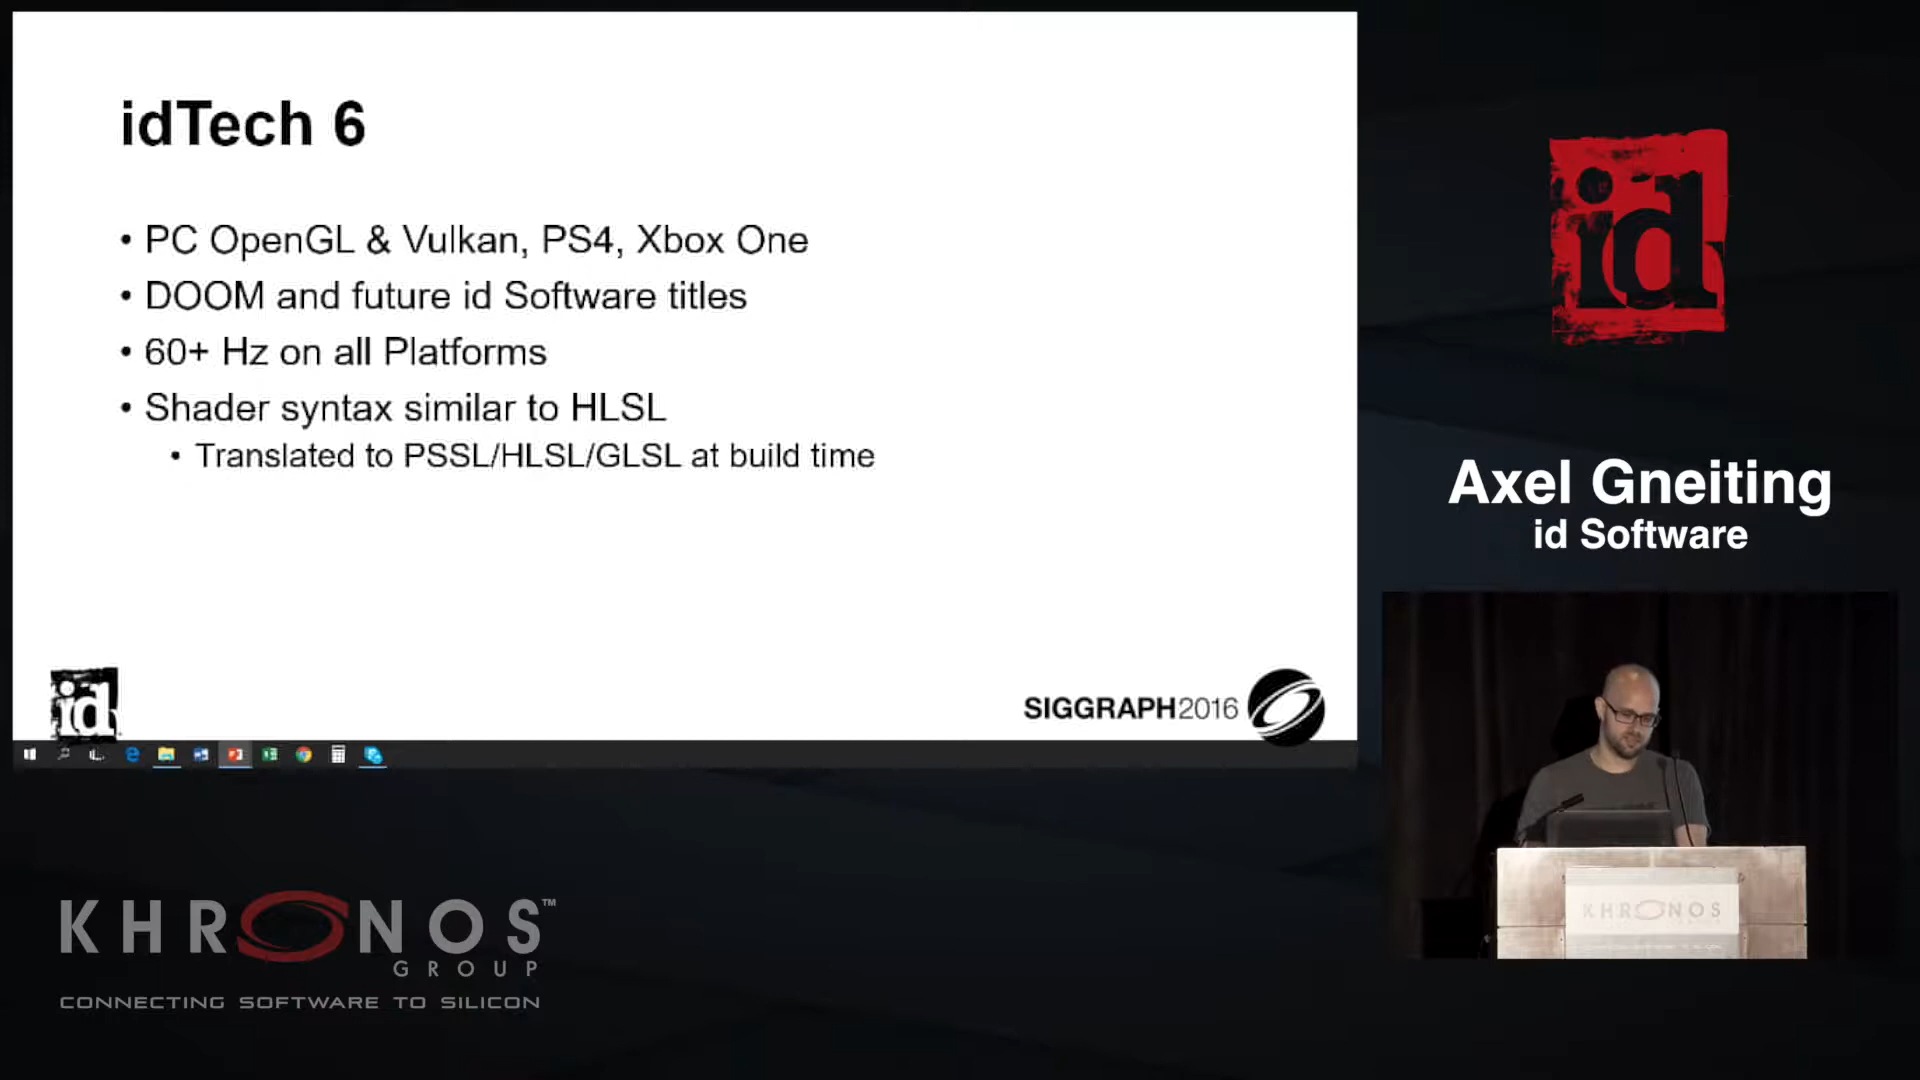 idTech 6
• PC OpenGL & Vulkan, PS4, Xbox One
• DOOM and future id Software titles
• 60+ Hz on all Platforms
• Shader syntax similar to HLSL
• Translated to PSSL/HLSL/GLSL at build time
id
SIGGRAPH2016
id
Axel Gneiting
id Software
KHRONOS
KHRONOS™
GROUP
CONNECTING SOFTWARE TO SILICON